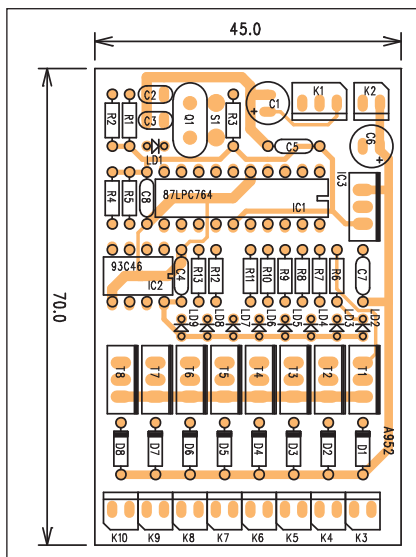 45.0
70.0
K1 K2
C2 C1
C3 Q1 S1
R2 R1 R3 C6
LD1 C5
IC3
87LPC764
R4 R5 C8 IC1
93C46
IC2 C4 R13 R12 R11 R10 R9 R8 R7 R6 C7
LD9 LD8 LD7 LD6 LD5 LD4 LD3 LD2
T8 T7 T6 T5 T4 T3 T2 T1
A952
D8 D7 D6 D5 D4 D3 D2 D1
K10 K9 K8 K7 K6 K5 K4 K3